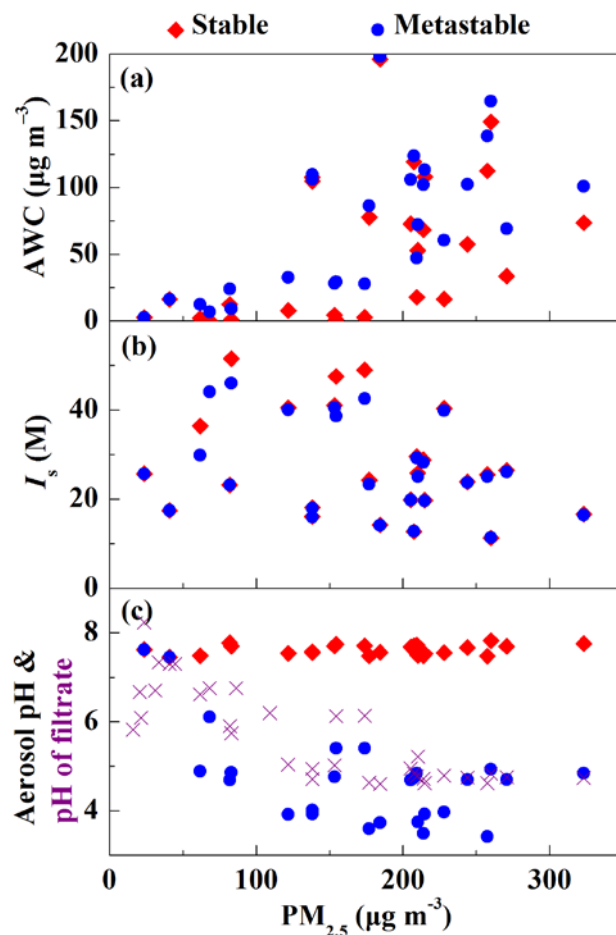 Stable Metastable
(a)
AWC (µg m⁻³)
200
150
100
50
0
(b)
Iₛ (M)
40
20
0
(c)
Aerosol pH &
pH of filtrate
8
6
4
0 100 200 300
PM₂.₅ (µg m⁻³)